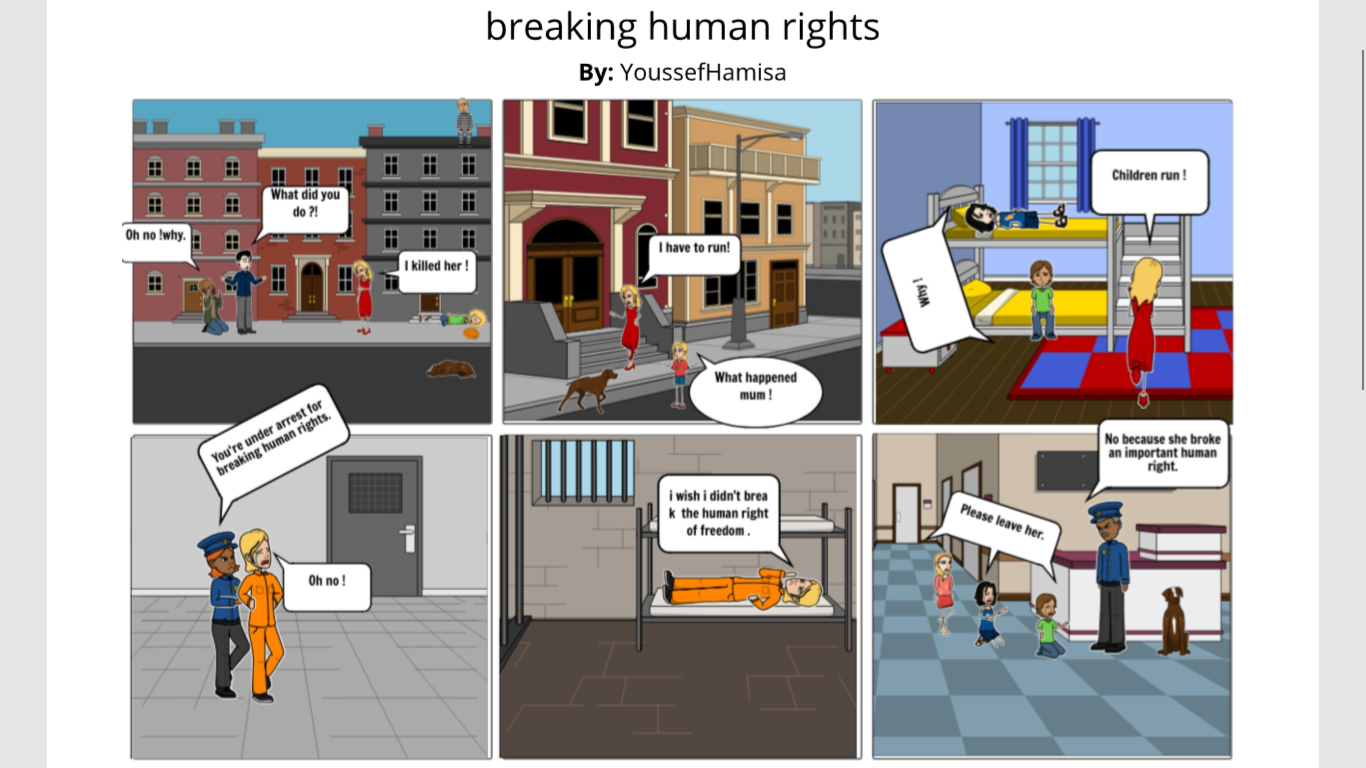 breaking human rights
By: YoussefHamisa
Oh no !why.
What did you
do ?!
I killed her !
I have to run!
What happened
mum !
Why !
Children run !
You're under arrest for
breaking human rights.
Oh no !
i wish i didn't brea
k the human right
of freedom .
Please leave her.
No because she broke
an important human
right.